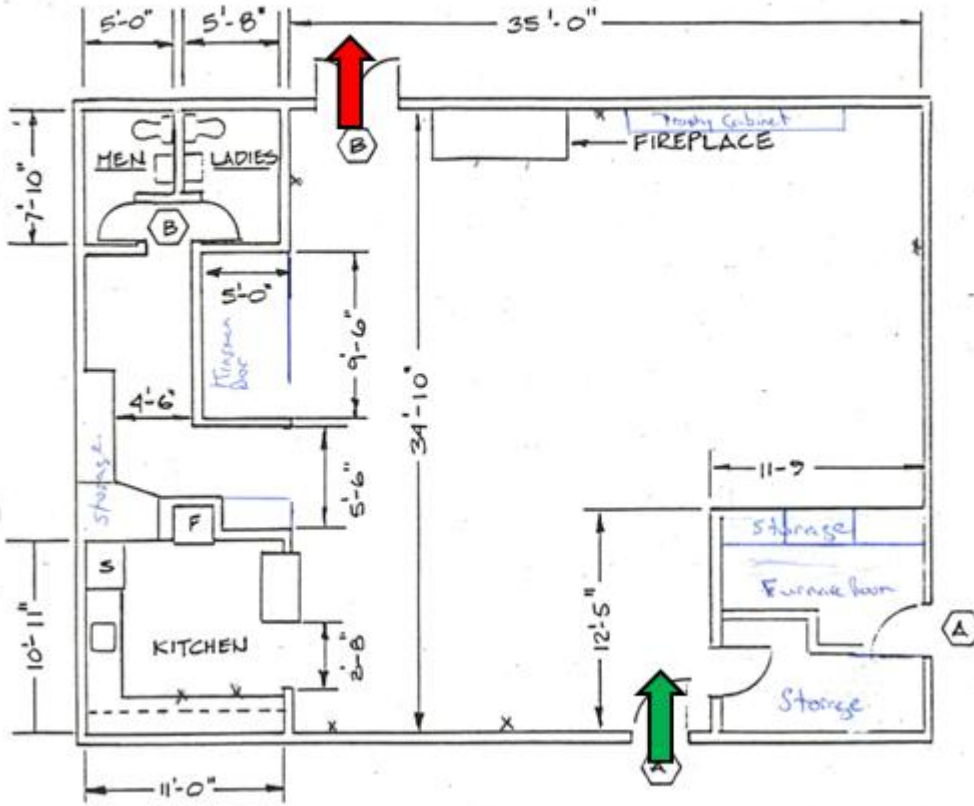 5'-0"
5'-8"
35'-0"
B
Trophy Cabinet
FIREPLACE
MEN
LADIES
7'-10"
B
5'-0"
Kinsmen
9'-6"
4'-6"
34'-10"
11-9
5'-6"
Storage
F
Storage
S
Furnace Room
10'-11"
KITCHEN
2'-8"
12'-5"
A
Storage
A
11'-0"